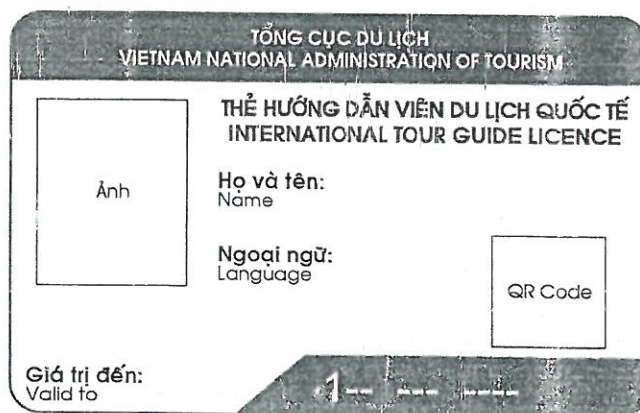 TỔNG CỤC DU LỊCH
VIETNAM NATIONAL ADMINISTRATION OF TOURISM
THẺ HƯỚNG DẪN VIÊN DU LỊCH QUỐC TẾ
INTERNATIONAL TOUR GUIDE LICENCE
Ảnh
Họ và tên:
Name
Ngoại ngữ:
Language
QR Code
Giá trị đến:
Valid to
1-- --- ----